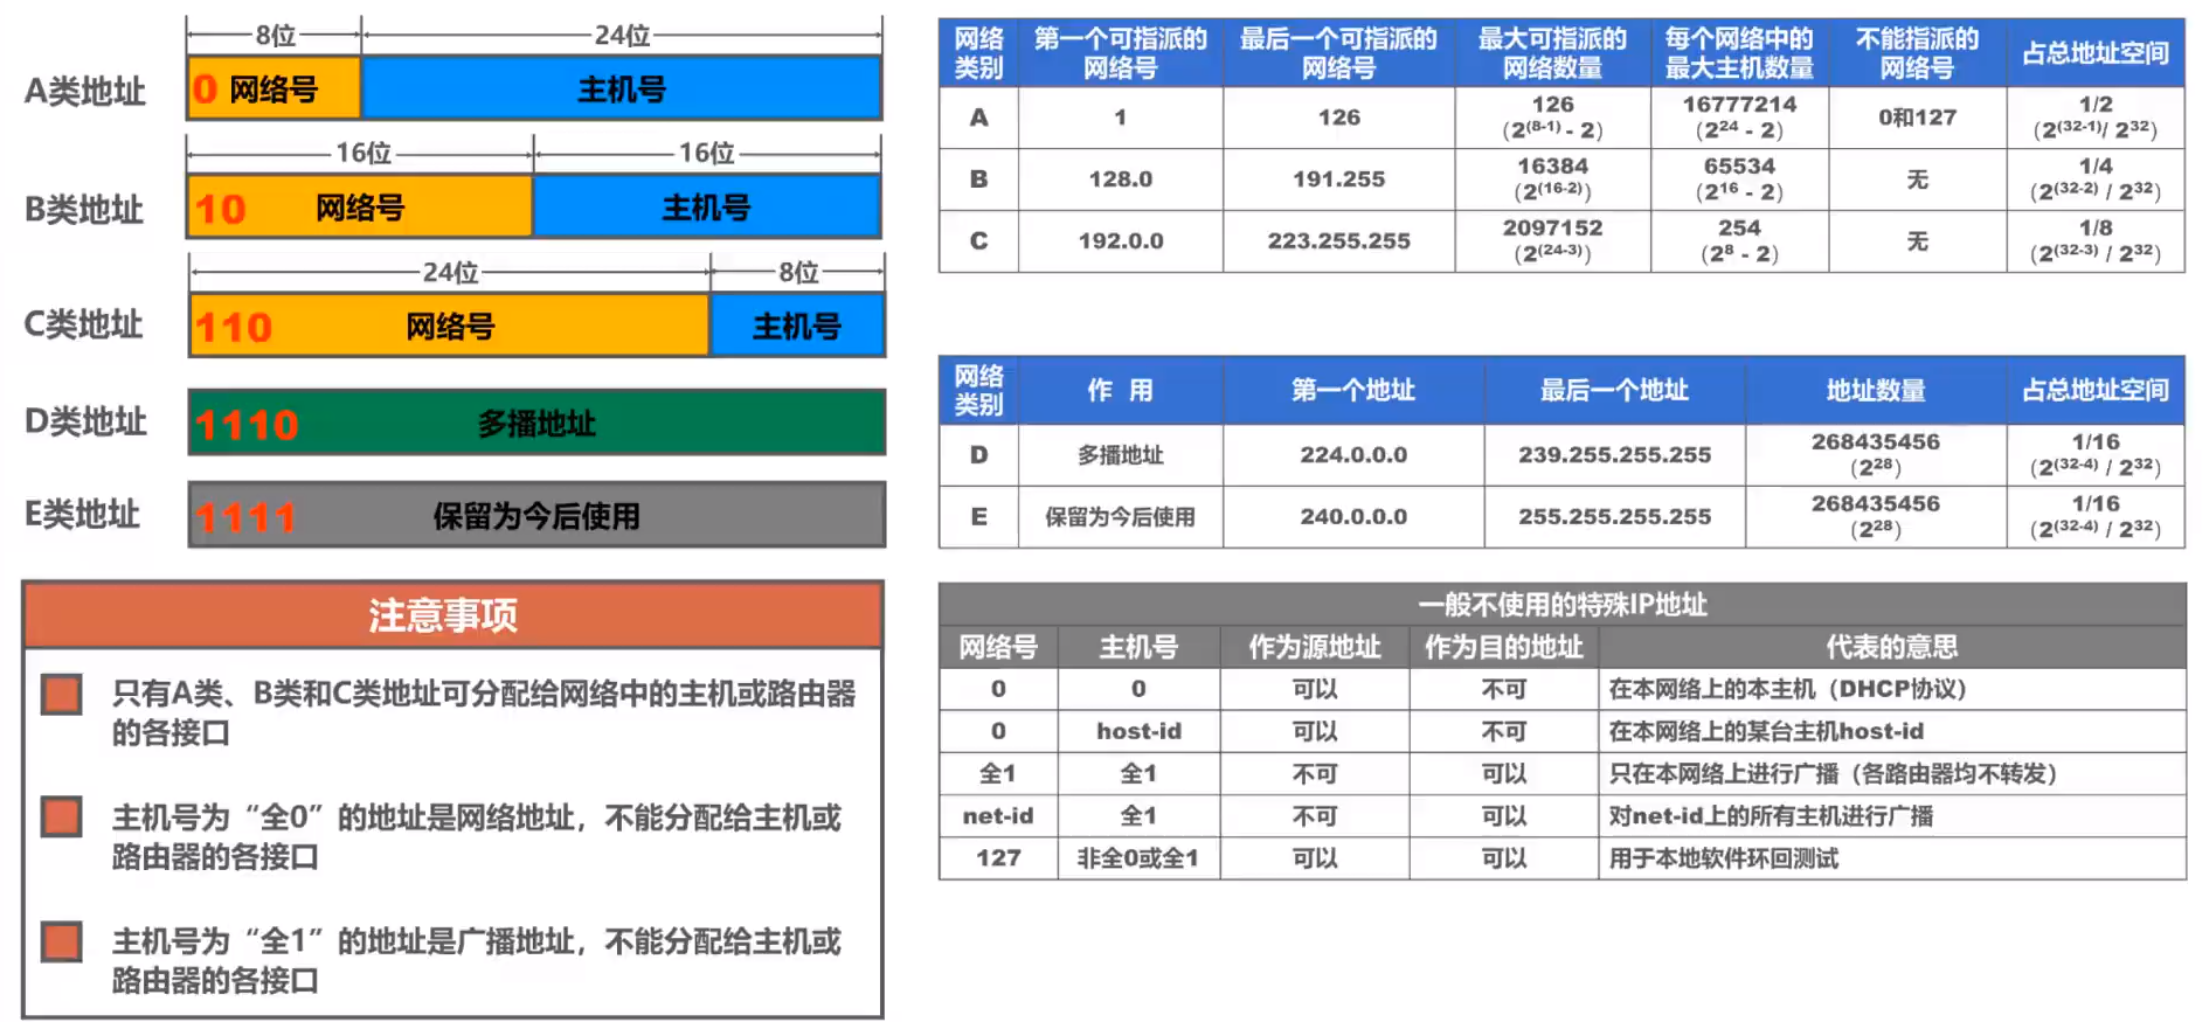 8位 24位
A类地址 0 网络号 主机号
16位 16位
B类地址 10 网络号 主机号
24位 8位
C类地址 110 网络号 主机号
D类地址 1110 多播地址
E类地址 1111 保留为今后使用
注意事项
只有A类、B类和C类地址可分配给网络中的主机或路由器
的各接口
主机号为“全0”的地址是网络地址，不能分配给主机或
路由器的各接口
主机号为“全1”的地址是广播地址，不能分配给主机或
路由器的各接口
网络类别 第一个可指派的网络号 最后一个可指派的网络号 最大可指派的网络数量 每个网络中的最大主机数量 不能指派的网络号 占总地址空间
A 1 126 126 (2^(8-1) - 2) 16777214 (2^24 - 2) 0和127 1/2 (2^(32-1)/ 2^32)
B 128.0 191.255 16384 (2^(16-2)) 65534 (2^16 - 2) 无 1/4 (2^(32-2) / 2^32)
C 192.0.0 223.255.255 2097152 (2^(24-3)) 254 (2^8 - 2) 无 1/8 (2^(32-3) / 2^32)
网络类别 作 用 第一个地址 最后一个地址 地址数量 占总地址空间
D 多播地址 224.0.0.0 239.255.255.255 268435456 (2^28) 1/16 (2^(32-4) / 2^32)
E 保留为今后使用 240.0.0.0 255.255.255.255 268435456 (2^28) 1/16 (2^(32-4) / 2^32)
一般不使用的特殊IP地址
网络号 主机号 作为源地址 作为目的地址 代表的意思
0 0 可以 不可 在本网络上的本主机（DHCP协议）
0 host-id 可以 不可 在本网络上的某台主机host-id
全1 全1 不可 可以 只在本网络上进行广播（各路由器均不转发）
net-id 全1 不可 可以 对net-id上的所有主机进行广播
127 非全0或全1 可以 可以 用于本地软件环回测试